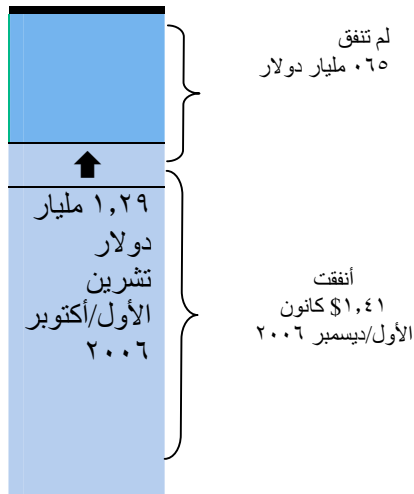 لم تنفق
٠٦٥ مليار دولار
١,٢٩ مليار
دولار
تشرين
الأول/أكتوبر
٢٠٠٦
أنفقت
١,٤١$ كانون
الأول/ديسمبر ٢٠٠٦